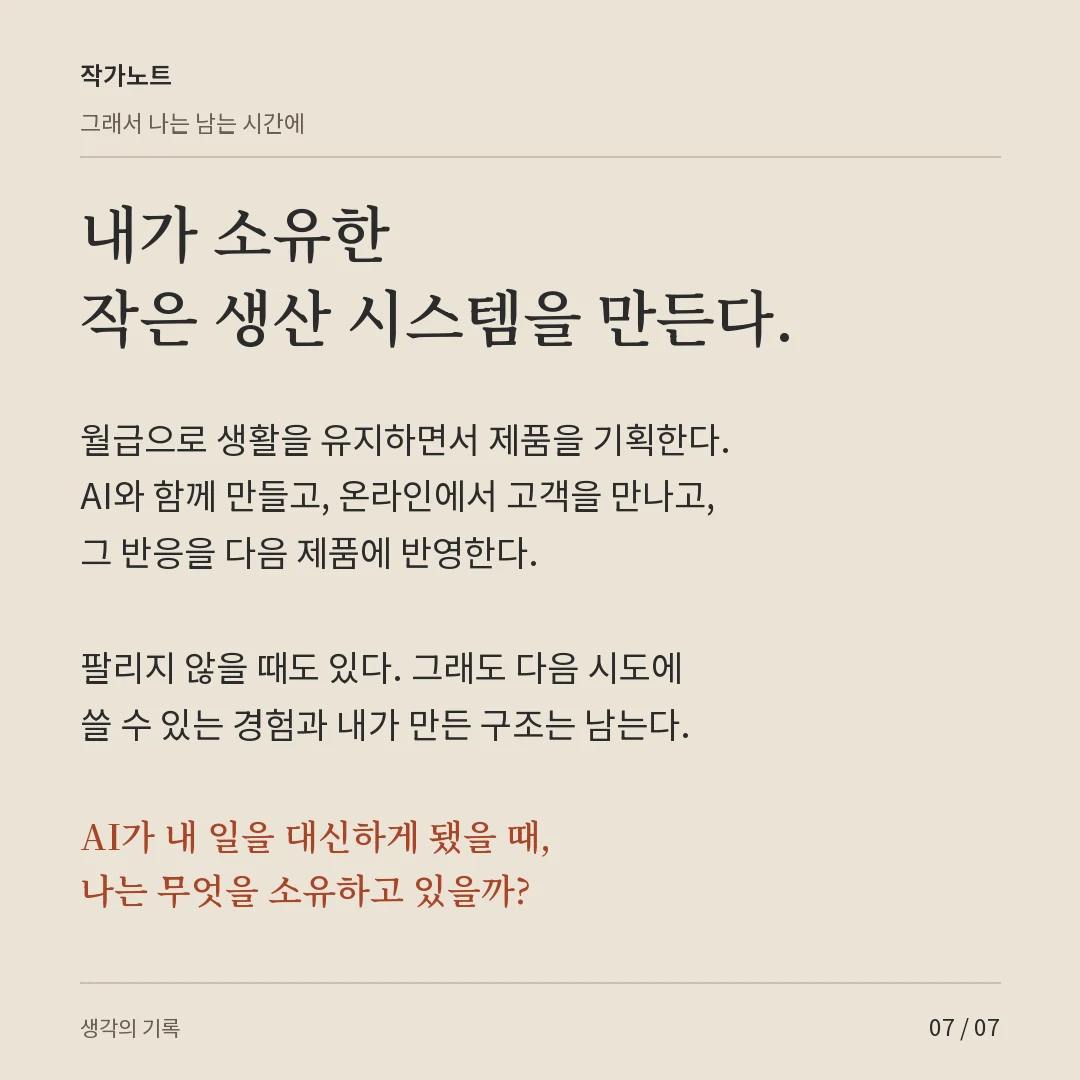 작가노트
그래서 나는 남는 시간에
내가 소유한
작은 생산 시스템을 만든다.
월급으로 생활을 유지하면서 제품을 기획한다.
AI와 함께 만들고, 온라인에서 고객을 만나고,
그 반응을 다음 제품에 반영한다.
팔리지 않을 때도 있다. 그래도 다음 시도에
쓸 수 있는 경험과 내가 만든 구조는 남는다.
AI가 내 일을 대신하게 됐을 때,
나는 무엇을 소유하고 있을까?
생각의 기록
07 / 07